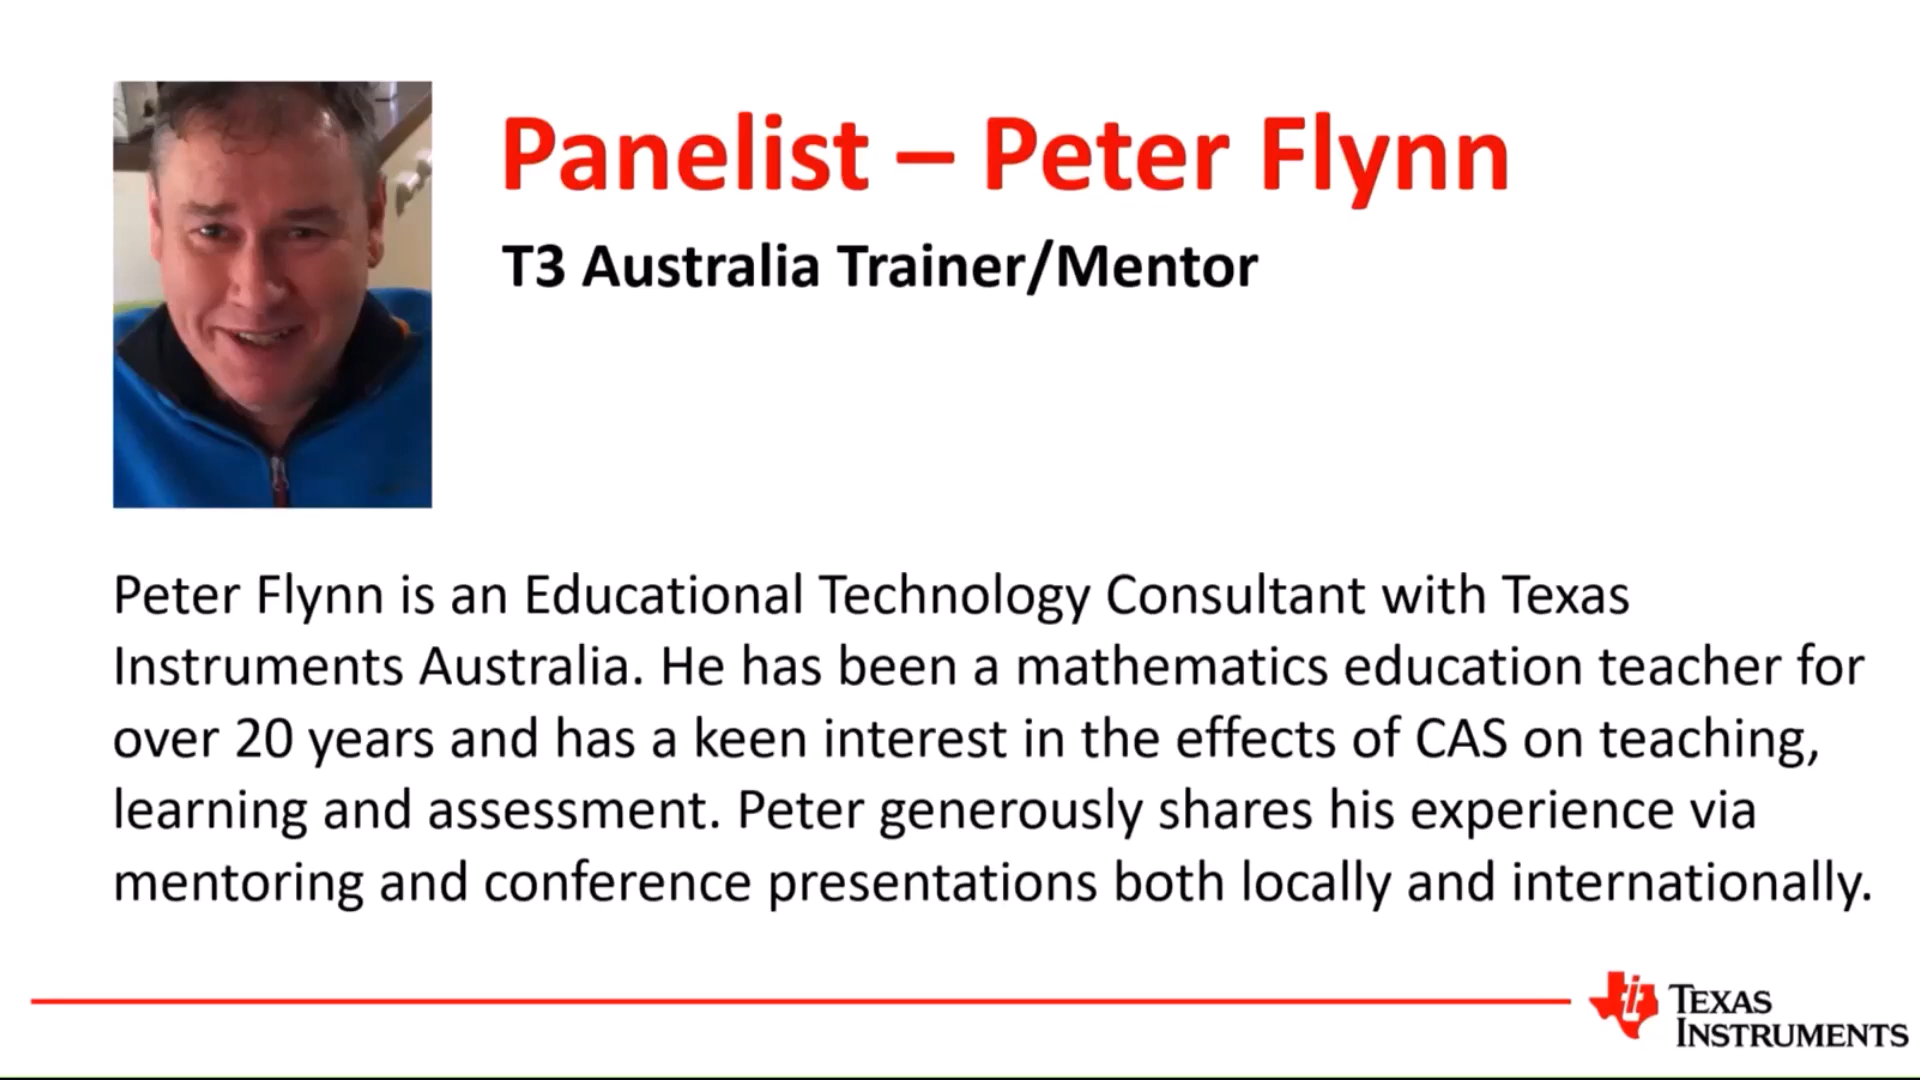 Panelist – Peter Flynn
T3 Australia Trainer/Mentor
Peter Flynn is an Educational Technology Consultant with Texas
Instruments Australia. He has been a mathematics education teacher for
over 20 years and has a keen interest in the effects of CAS on teaching,
learning and assessment. Peter generously shares his experience via
mentoring and conference presentations both locally and internationally.
TEXAS
INSTRUMENTS